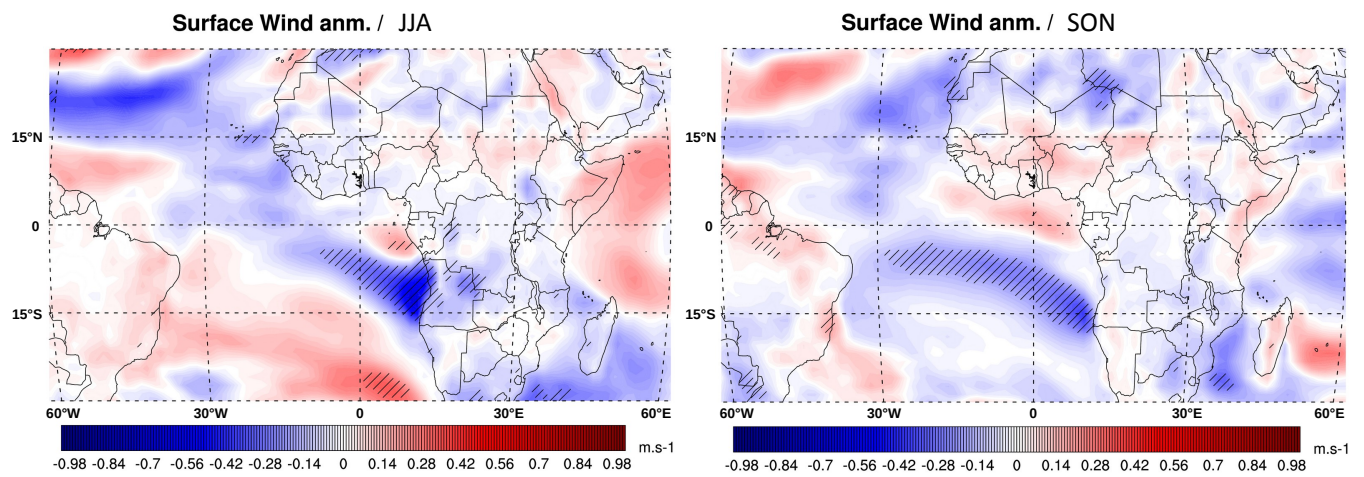 Surface Wind anm. / JJA
15°N
0
15°S
60°W 30°W 0 30°E 60°E
-0.98 -0.84 -0.7 -0.56 -0.42 -0.28 -0.14 0 0.14 0.28 0.42 0.56 0.7 0.84 0.98
m.s-1
Surface Wind anm. / SON
15°N
0
15°S
60°W 30°W 0 30°E 60°E
-0.98 -0.84 -0.7 -0.56 -0.42 -0.28 -0.14 0 0.14 0.28 0.42 0.56 0.7 0.84 0.98
m.s-1